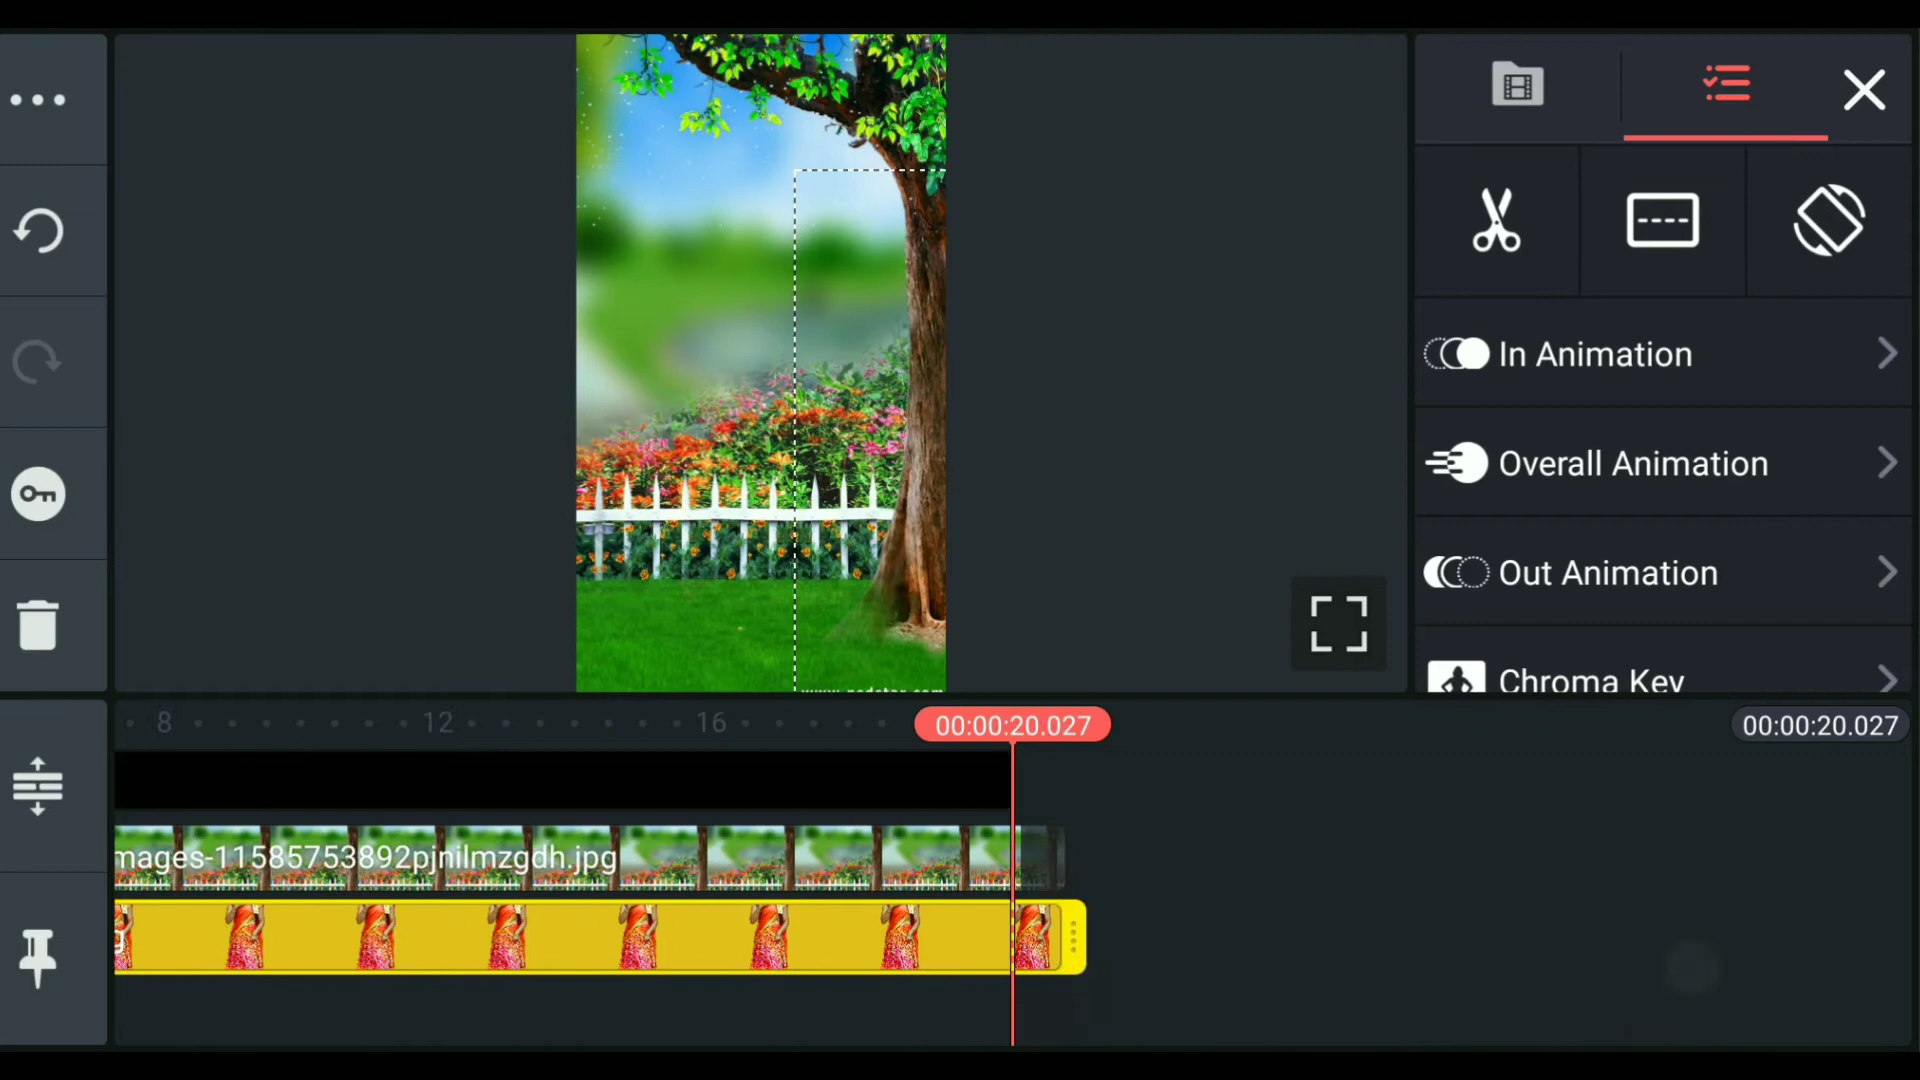 In Animation
Overall Animation
Out Animation
Chroma Key
8
12
16
00:00:20.027
00:00:20.027
mages-11585753892pjnilmzgdh.jpg
g